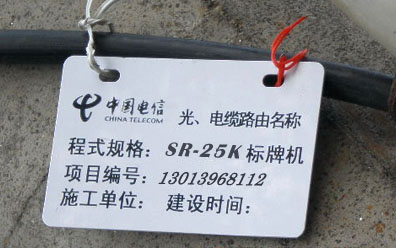 中国电信 光、电缆路由名称
CHINA TELECOM
程式规格：SR-25K 标牌机
项目编号：13013968112
施工单位： 建设时间：